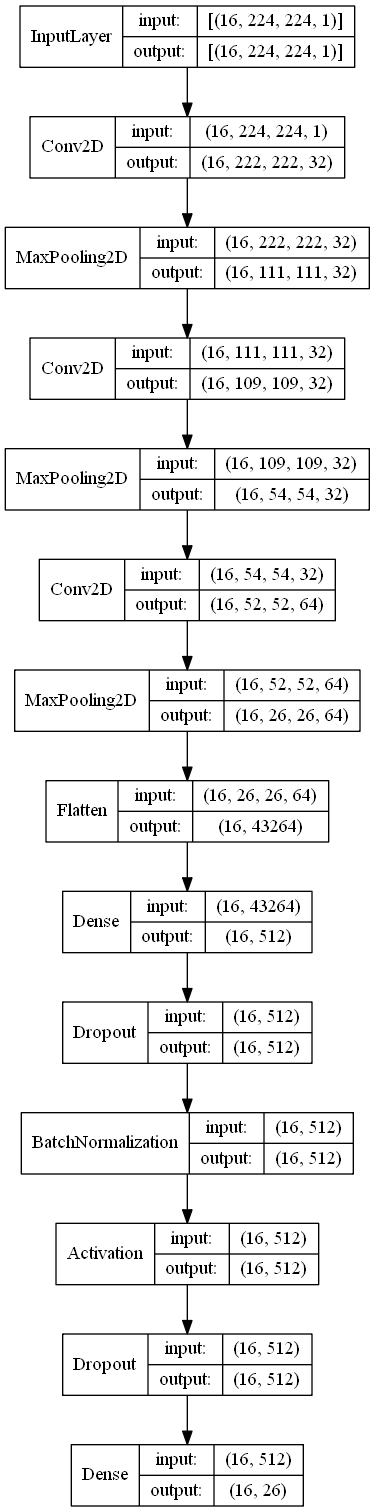 InputLayer input: [(16, 224, 224, 1)]
output: [(16, 224, 224, 1)]
Conv2D input: (16, 224, 224, 1)
output: (16, 222, 222, 32)
MaxPooling2D input: (16, 222, 222, 32)
output: (16, 111, 111, 32)
Conv2D input: (16, 111, 111, 32)
output: (16, 109, 109, 32)
MaxPooling2D input: (16, 109, 109, 32)
output: (16, 54, 54, 32)
Conv2D input: (16, 54, 54, 32)
output: (16, 52, 52, 64)
MaxPooling2D input: (16, 52, 52, 64)
output: (16, 26, 26, 64)
Flatten input: (16, 26, 26, 64)
output: (16, 43264)
Dense input: (16, 43264)
output: (16, 512)
Dropout input: (16, 512)
output: (16, 512)
BatchNormalization input: (16, 512)
output: (16, 512)
Activation input: (16, 512)
output: (16, 512)
Dropout input: (16, 512)
output: (16, 512)
Dense input: (16, 512)
output: (16, 26)